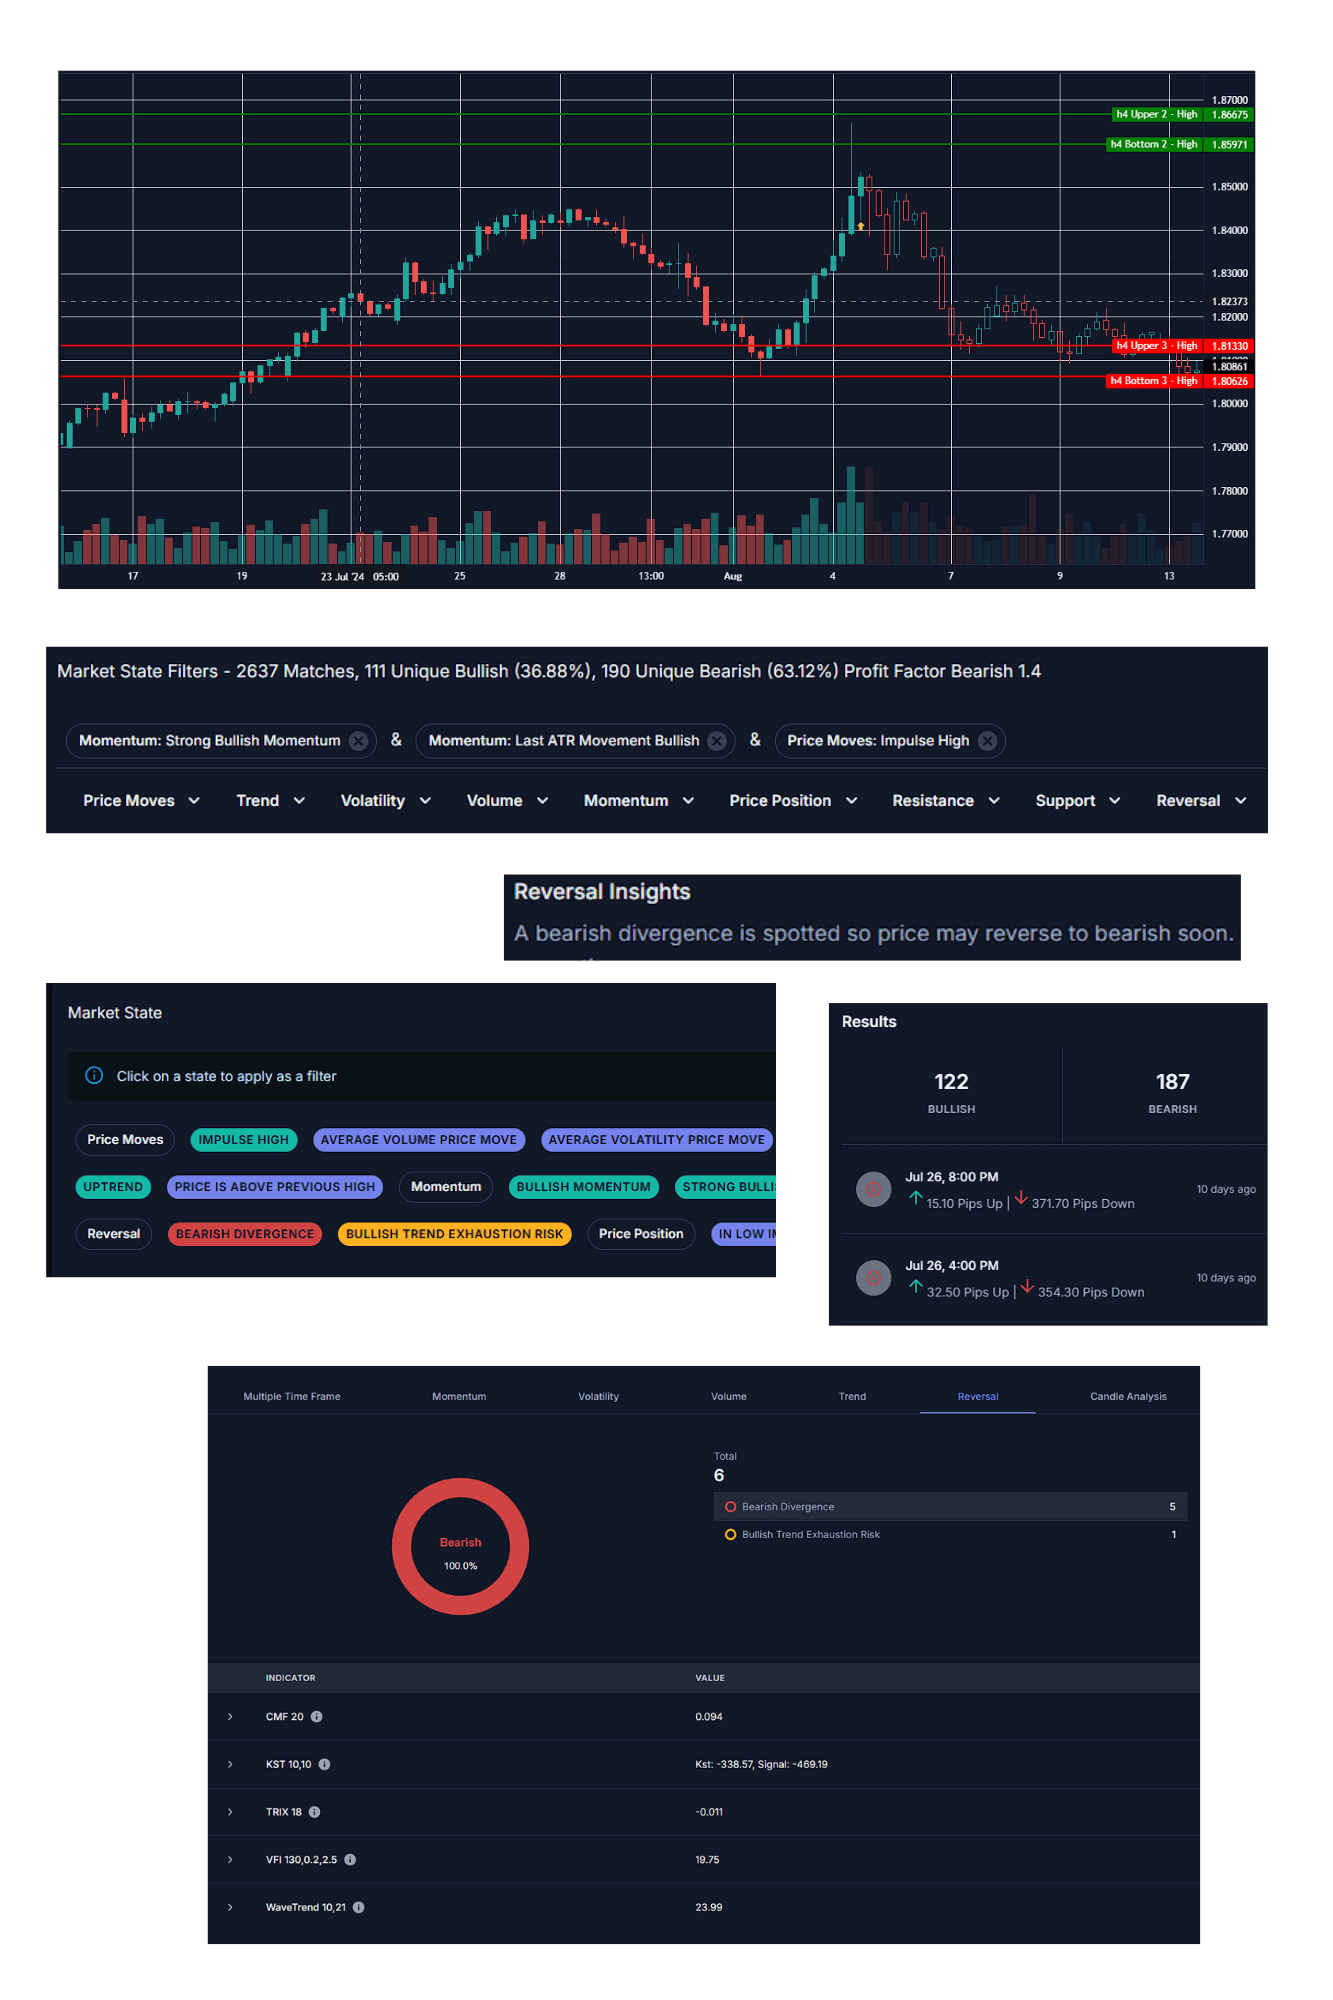 1.87000
h4 Upper 2 - High 1.86675
h4 Bottom 2 - High 1.85971
1.85000
1.84000
1.83000
1.82373
1.82000
h4 Upper 3 - High 1.81330
1.80861
h4 Bottom 3 - High 1.80626
1.80000
1.79000
1.78000
1.77000
17 19 23 Jul '24 05:00 25 28 13:00 Aug 4 7 9 13
Market State Filters - 2637 Matches, 111 Unique Bullish (36.88%), 190 Unique Bearish (63.12%) Profit Factor Bearish 1.4
Momentum: Strong Bullish Momentum & Momentum: Last ATR Movement Bullish & Price Moves: Impulse High
Price Moves Trend Volatility Volume Momentum Price Position Resistance Support Reversal
Reversal Insights
A bearish divergence is spotted so price may reverse to bearish soon.
Market State
Click on a state to apply as a filter
Price Moves IMPULSE HIGH AVERAGE VOLUME PRICE MOVE AVERAGE VOLATILITY PRICE MOVE
UPTREND PRICE IS ABOVE PREVIOUS HIGH Momentum BULLISH MOMENTUM STRONG BULLI
Reversal BEARISH DIVERGENCE BULLISH TREND EXHAUSTION RISK Price Position IN LOW
Results
122 187
BULLISH BEARISH
Jul 26, 8:00 PM
15.10 Pips Up | 371.70 Pips Down
10 days ago
Jul 26, 4:00 PM
32.50 Pips Up | 354.30 Pips Down
10 days ago
Multiple Time Frame Momentum Volatility Volume Trend Reversal Candle Analysis
Total
6
Bearish Divergence 5
Bullish Trend Exhaustion Risk 1
Bearish
100.0%
INDICATOR VALUE
CMF 20 0.094
KST 10,10 Kst: -338.57, Signal: -469.19
TRIX 18 -0.011
VFI 130,0.2,2.5 19.75
WaveTrend 10,21 23.99